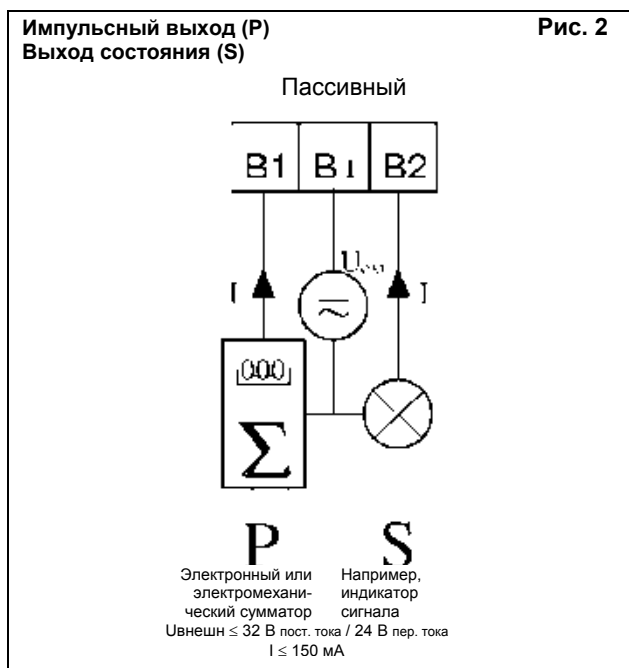 Импульсный выход (P) Рис. 2
Выход состояния (S)
Пассивный
B1 B⊥ B2
I I
000
Σ
P S
Электронный или Например,
электромехани- индикатор
ческий сумматор сигнала
Uвнешн ≤ 32 В пост. тока / 24 В пер. тока
I ≤ 150 мА